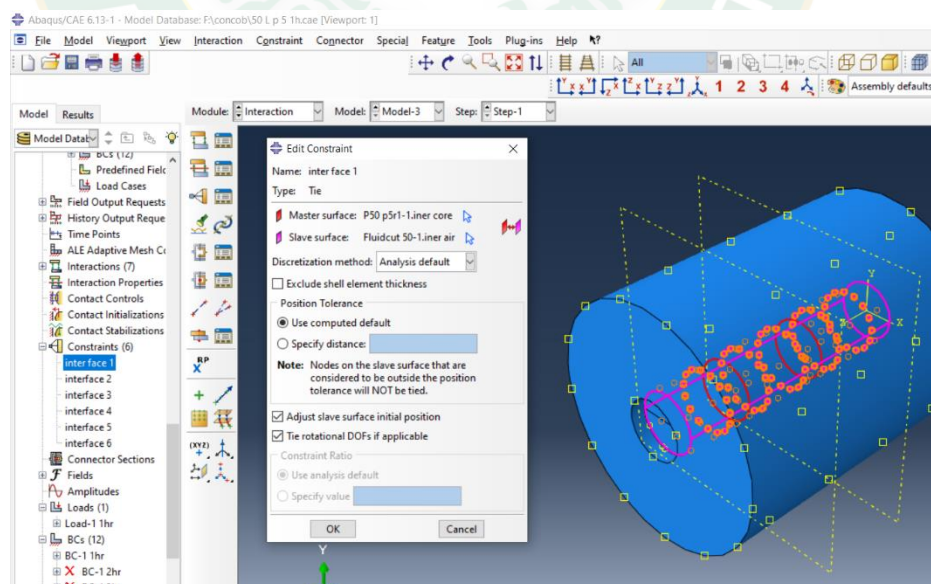 Abaqus/CAE 6.13-1 - Model Database: F:\concob\50 L p 5 1h.cae [Viewport: 1]
File Model Viewport View Interaction Constraint Connector Special Feature Tools Plug-ins Help
All
1 2 3 4 Assembly defaults
Model Results
Module: Interaction Model: Model-3 Step: Step-1
Model Datab
BCs (12)
Predefined Field
Load Cases
Field Output Requests
History Output Reque
Time Points
ALE Adaptive Mesh Co
Interactions (7)
Interaction Properties
Contact Controls
Contact Initializations
Contact Stabilizations
Constraints (6)
inter face 1
interface 2
interface 3
interface 4
interface 5
interface 6
Connector Sections
Fields
Amplitudes
Loads (1)
Load-1 1hr
BCs (12)
BC-1 1hr
BC-1 2hr
RP
(XYZ)
Edit Constraint
Name: inter face 1
Type: Tie
Master surface: P50 p5r1-1.iner core
Slave surface: Fluidcut 50-1.iner air
Discretization method: Analysis default
Exclude shell element thickness
Position Tolerance
Use computed default
Specify distance:
Note: Nodes on the slave surface that are
considered to be outside the position
tolerance will NOT be tied.
Adjust slave surface initial position
Tie rotational DOFs if applicable
Constraint Ratio
Use analysis default
Specify value
OK Cancel
Y
Y
X